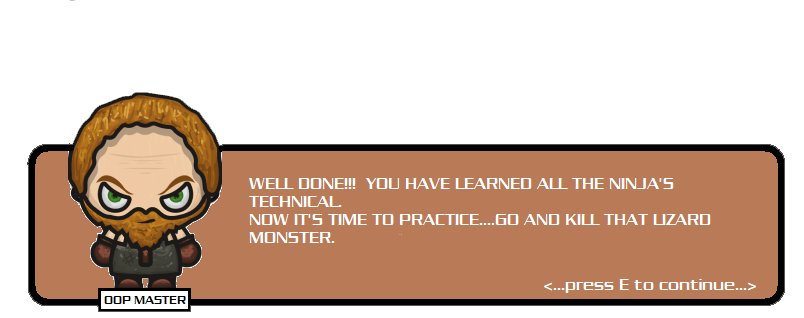 WELL DONE!!!  YOU HAVE LEARNED ALL THE NINJA'S
TECHNICAL.
NOW IT'S TIME TO PRACTICE....GO AND KILL THAT LIZARD
MONSTER.
<...press E to continue...>
OOP MASTER